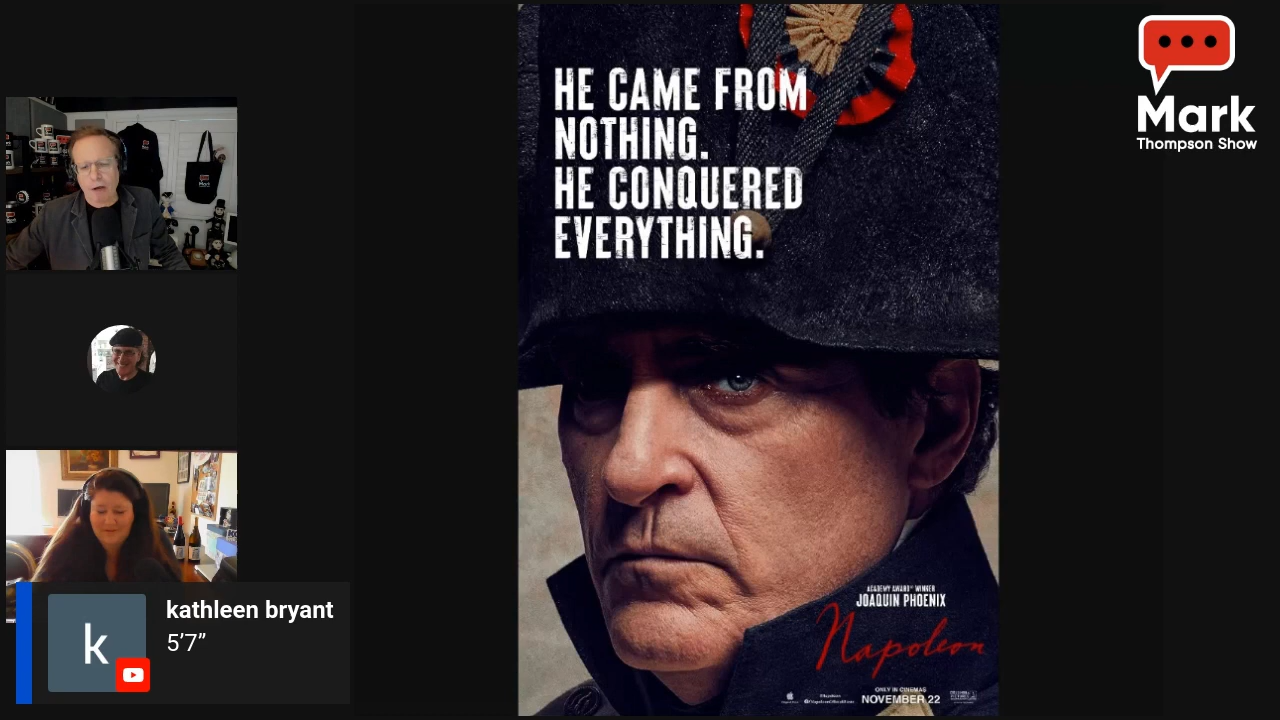 HE CAME FROM
NOTHING.
HE CONQUERED
EVERYTHING.
ACADEMY AWARD® WINNER
JOAQUIN PHOENIX
Napoleon
ONLY IN CINEMAS
NOVEMBER 22
Mark
Thompson Show
k
kathleen bryant
5’7”
Mark